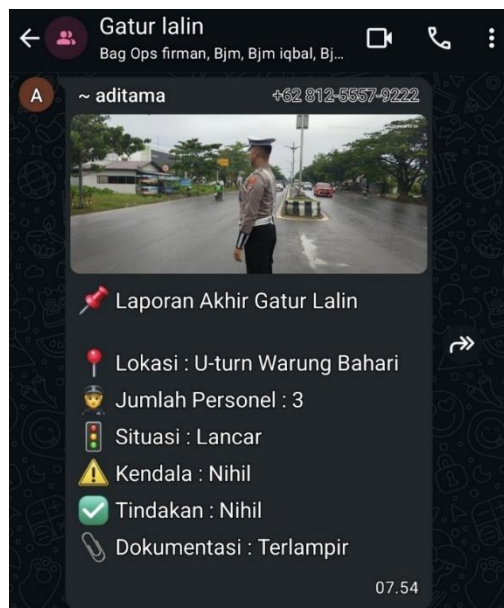 Gatur lalin
Bag Ops firman, Bjm, Bjm iqbal, Bj...
A
~ aditama +62 812-5557-9222
Laporan Akhir Gatur Lalin
Lokasi : U-turn Warung Bahari
Jumlah Personel : 3
Situasi : Lancar
Kendala : Nihil
Tindakan : Nihil
Dokumentasi : Terlampir
07.54